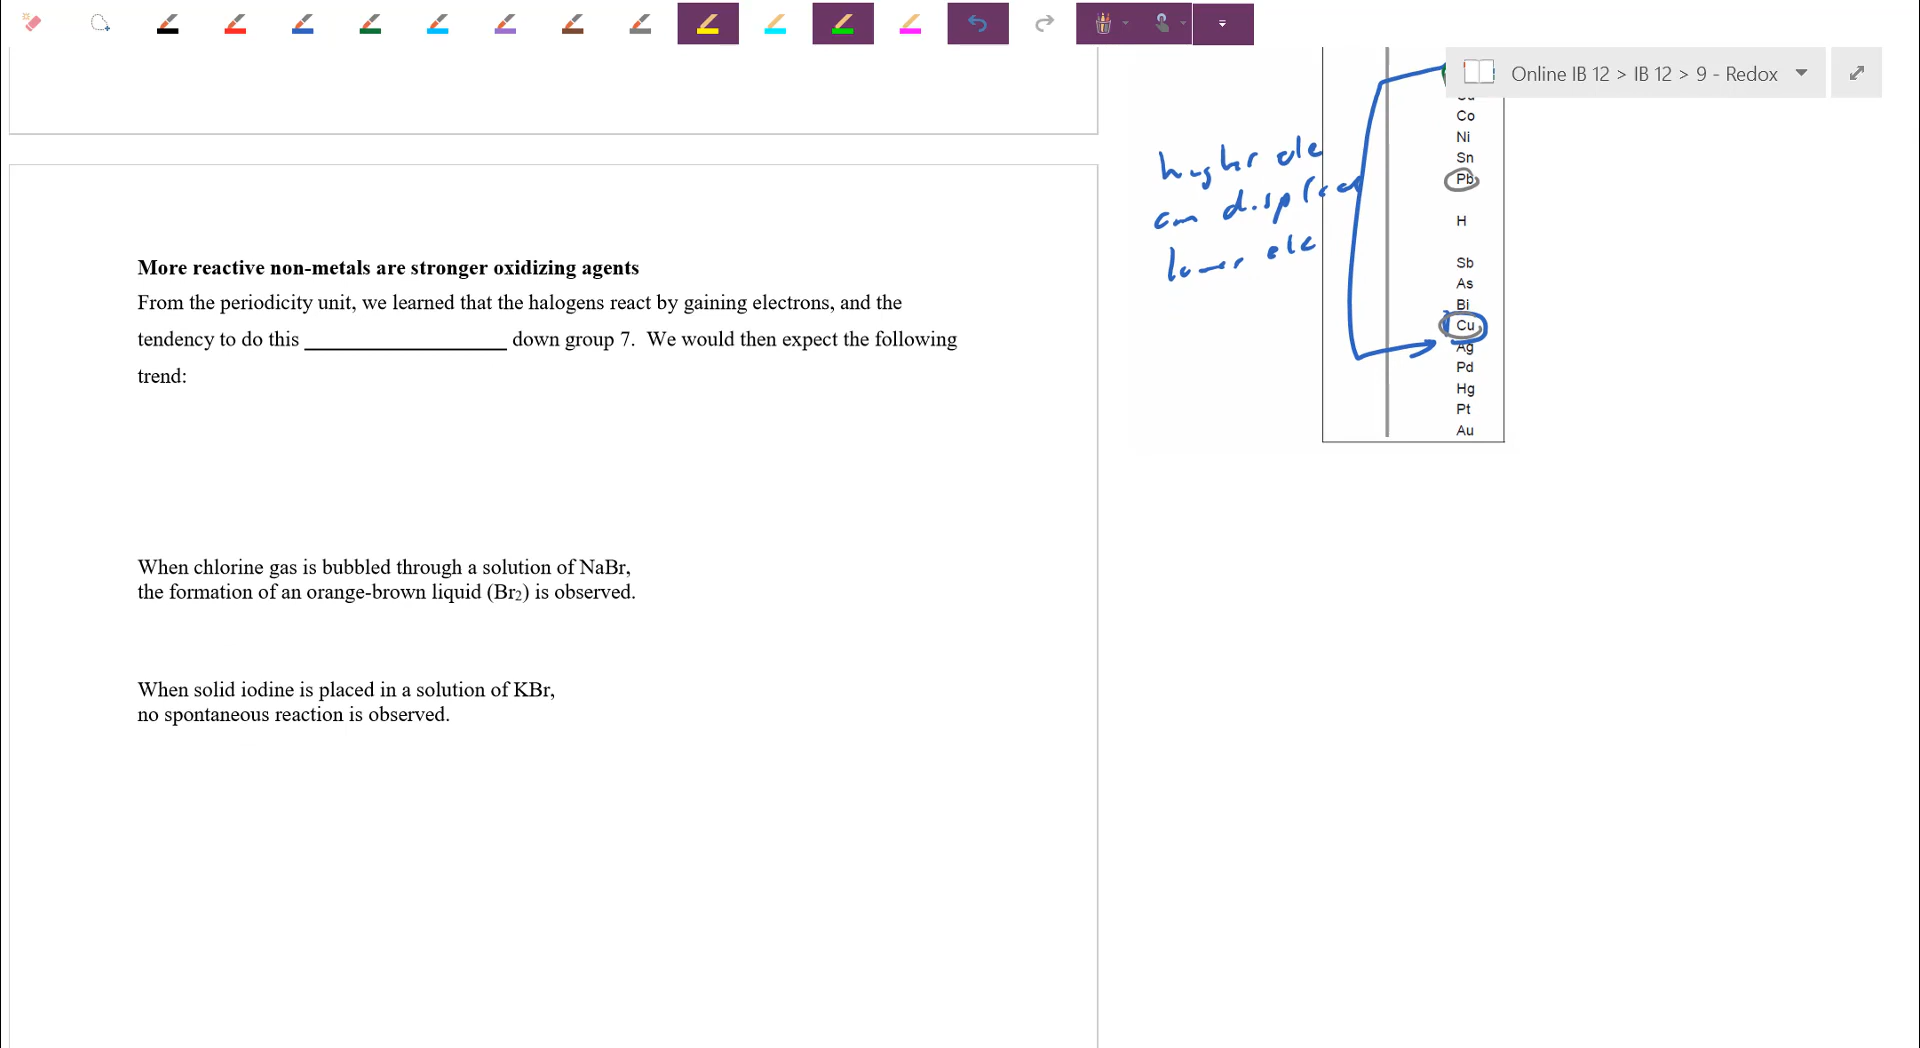 Online IB 12 > IB 12 > 9 - Redox
Co
Ni
Sn
Pb
H
Sb
As
Bi
Cu
Ag
Pd
Hg
Pt
Au
higher ele
can displace
lower ele
More reactive non-metals are stronger oxidizing agents
From the periodicity unit, we learned that the halogens react by gaining electrons, and the
tendency to do this ____________________ down group 7. We would then expect the following
trend:
When chlorine gas is bubbled through a solution of NaBr,
the formation of an orange-brown liquid (Br₂) is observed.
When solid iodine is placed in a solution of KBr,
no spontaneous reaction is observed.